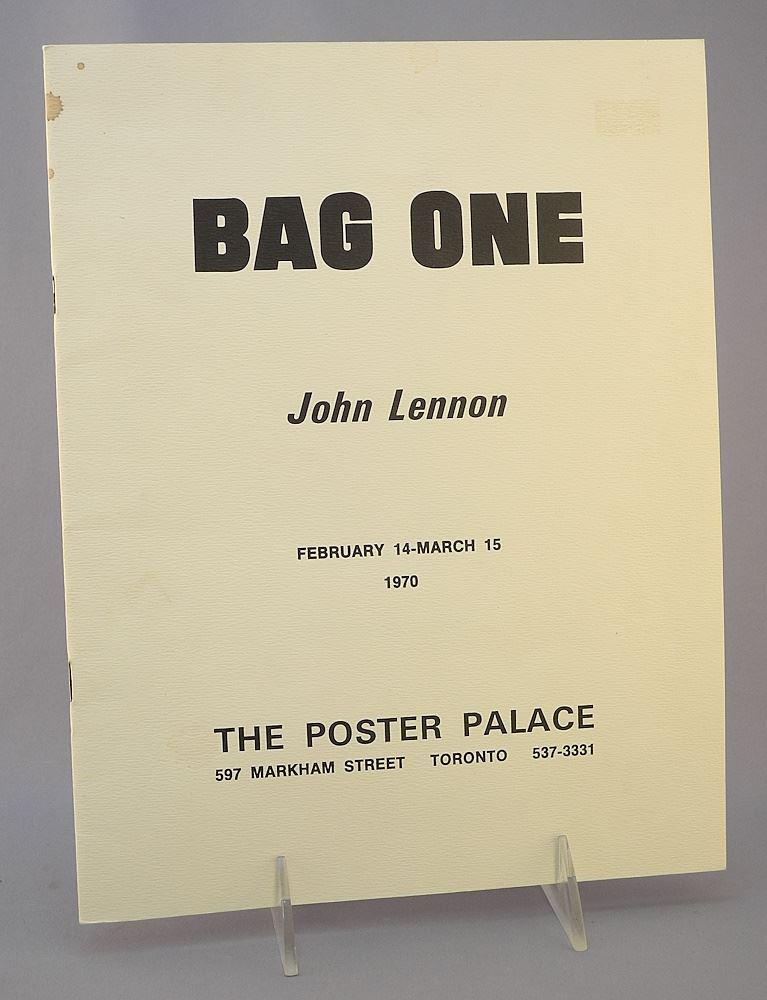 BAG ONE
John Lennon
FEBRUARY 14-MARCH 15
1970
THE POSTER PALACE
597 MARKHAM STREET TORONTO 537-3331